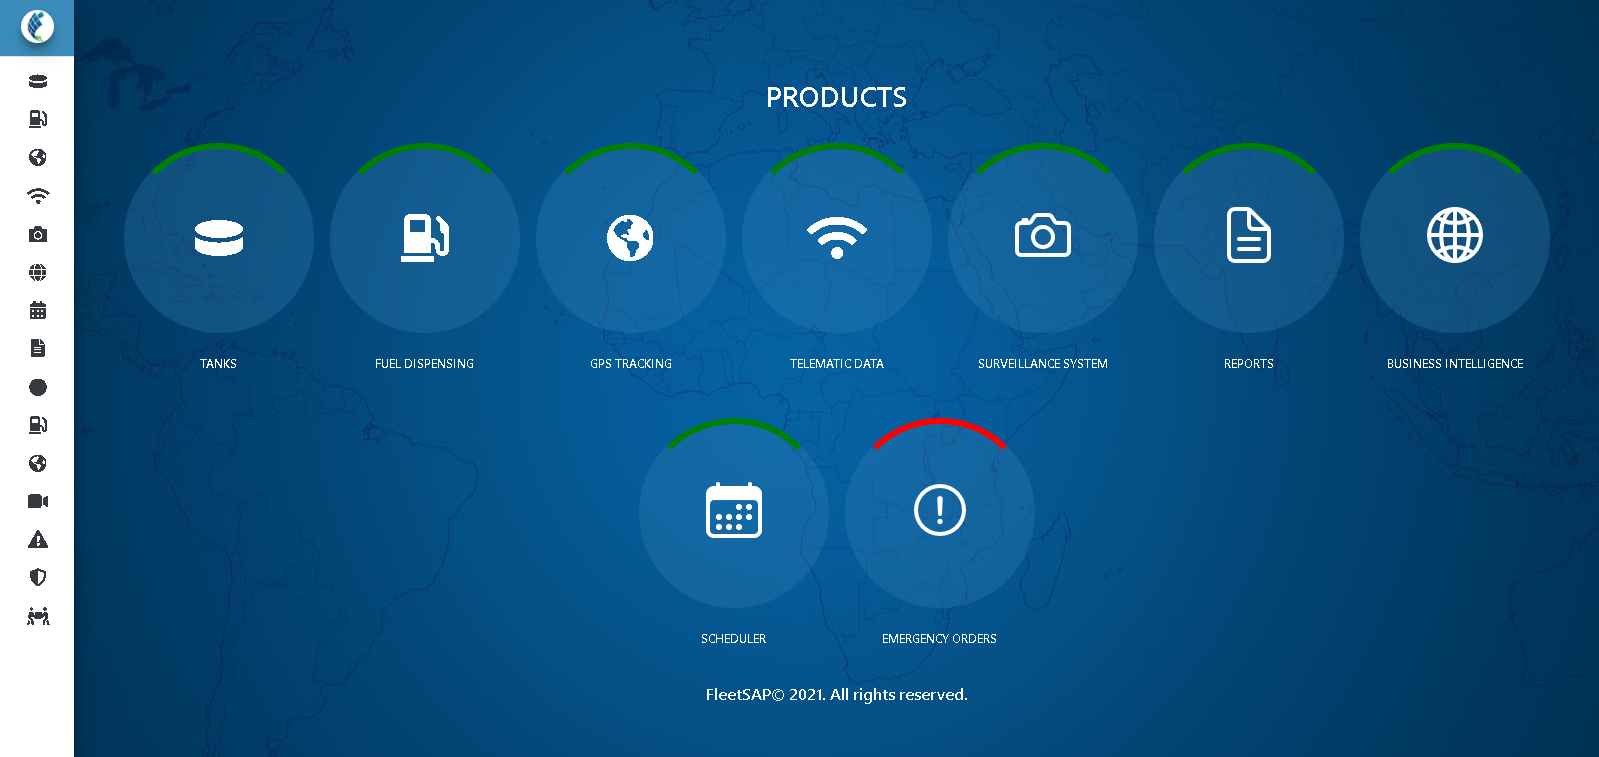 PRODUCTS
TANKS
FUEL DISPENSING
GPS TRACKING
TELEMATIC DATA
SURVEILLANCE SYSTEM
REPORTS
BUSINESS INTELLIGENCE
SCHEDULER
EMERGENCY ORDERS
FleetSAP© 2021. All rights reserved.